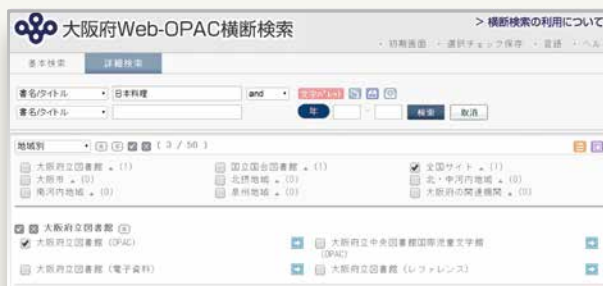 大阪府Web-OPAC横断検索
> 横断検索の利用について
・初期画面 ・選択チェック保存 ・言語 ・ヘル
基本検索 詳細検索
書名/タイトル 日本料理 and 文字パレット
書名/タイトル 年 - 検索 取消
地域別 ( 3 / 50 )
大阪府立図書館 (1) 国立国会図書館 (1) 全国サイト (1)
大阪市 (0) 北摂地域 (0) 北・中河内地域 (0)
南河内地域 (0) 泉州地域 (0) 大阪府の関連機関 (0)
大阪府立図書館
大阪府立図書館 (OPAC) 大阪府立中央図書館国際児童文学館
(OPAC)
大阪府立図書館 (電子資料) 大阪府立図書館 (レファレンス)